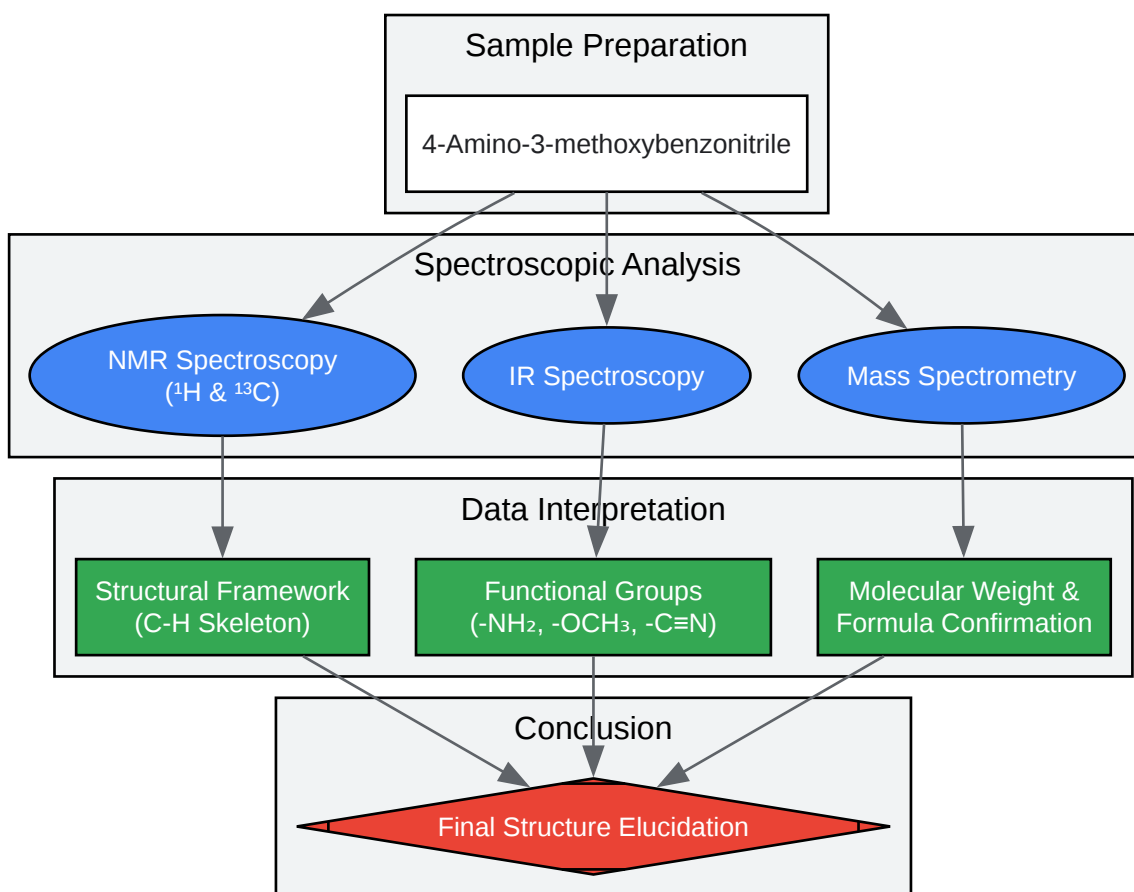 Sample Preparation
4-Amino-3-methoxybenzonitrile
Spectroscopic Analysis
NMR Spectroscopy
(¹H & ¹³C)
IR Spectroscopy
Mass Spectrometry
Data Interpretation
Structural Framework
(C-H Skeleton)
Functional Groups
(-NH₂, -OCH₃, -C≡N)
Molecular Weight &
Formula Confirmation
Conclusion
Final Structure Elucidation